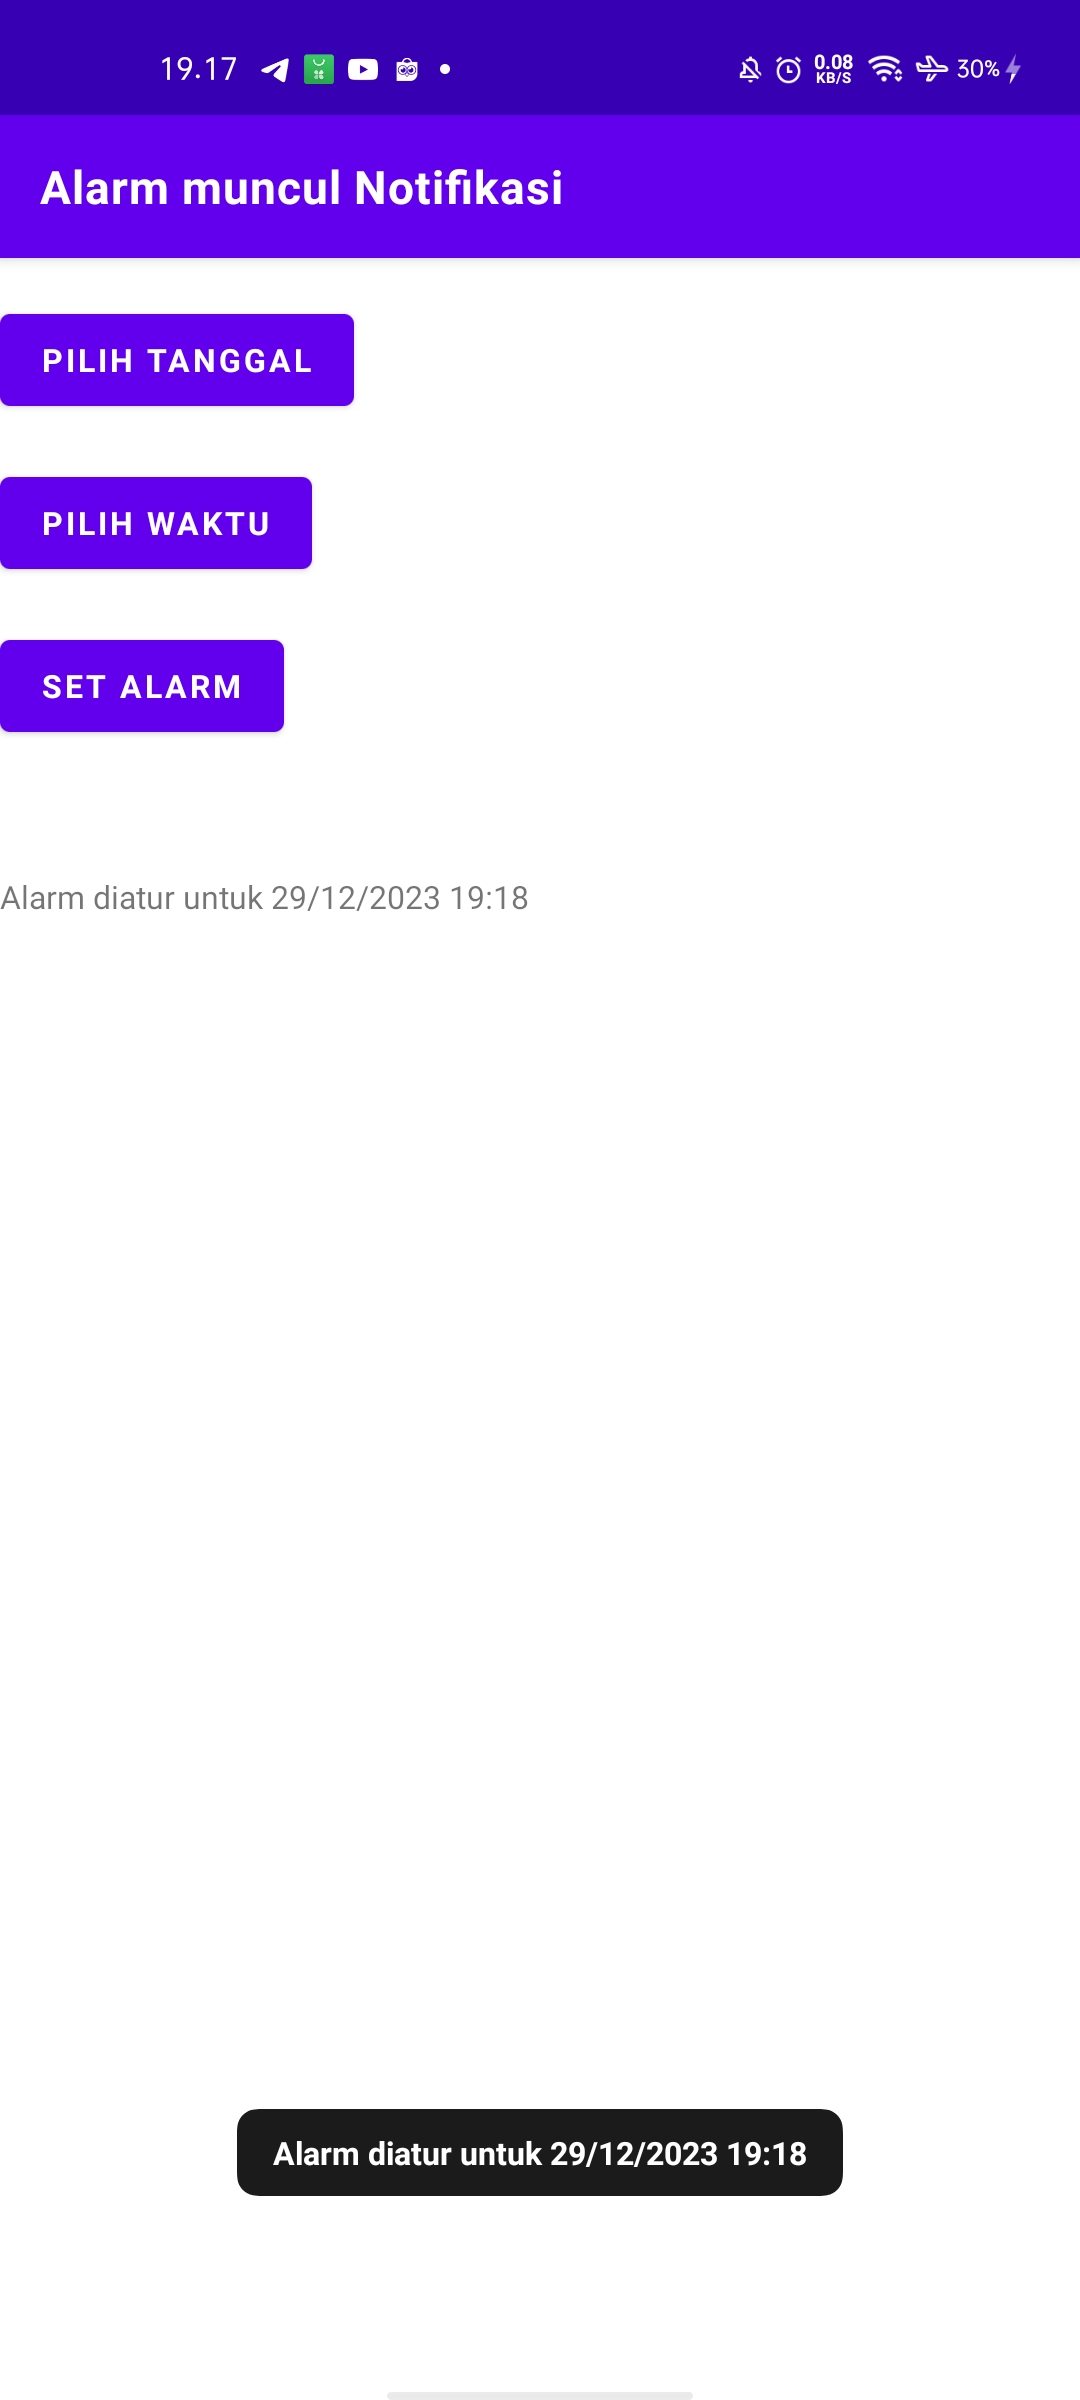 19.17
0.08
KB/S
30%
Alarm muncul Notifikasi
PILIH TANGGAL
PILIH WAKTU
SET ALARM
Alarm diatur untuk 29/12/2023 19:18
Alarm diatur untuk 29/12/2023 19:18